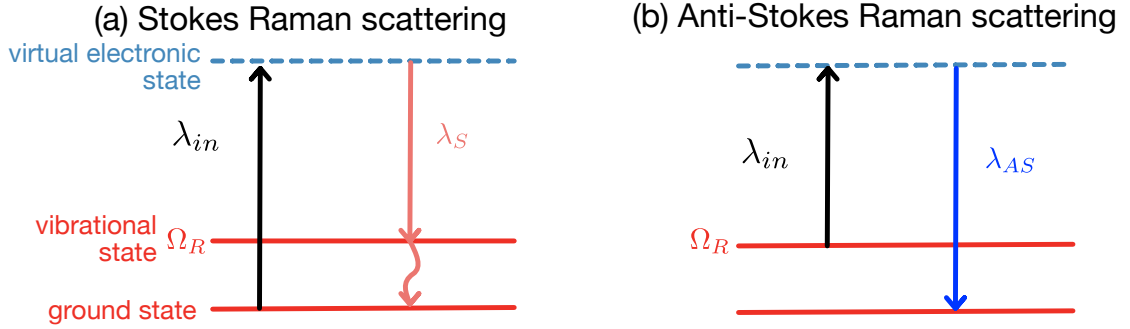 (a) Stokes Raman scattering
(b) Anti-Stokes Raman scattering
virtual electronic
state
λ_in
λ_S
vibrational
state
Ω_R
ground state
λ_in
λ_AS
Ω_R